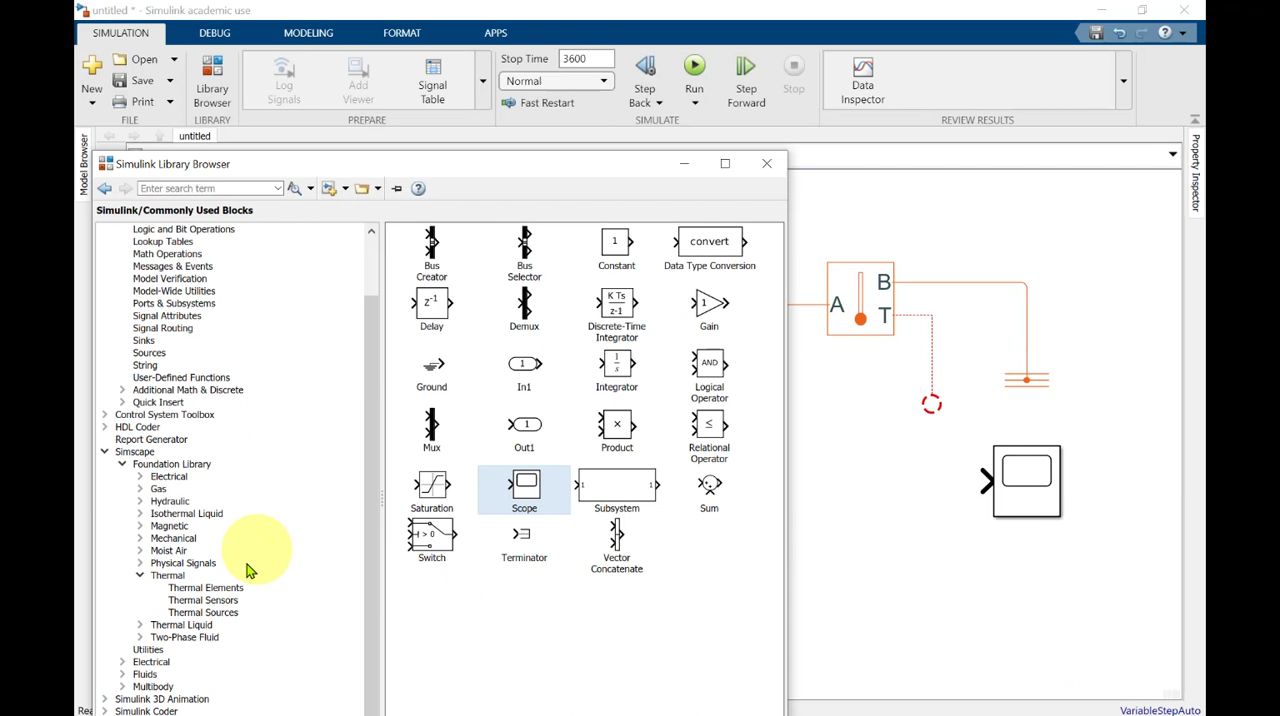 untitled * - Simulink academic use
SIMULATION DEBUG MODELING FORMAT APPS
New
Open
Save
Print
FILE
Library
Browser
LIBRARY
Log
Signals
Add
Viewer
Signal
Table
PREPARE
Stop Time 3600
Normal
Fast Restart
Step
Back
Run
Step
Forward
Stop
SIMULATE
Data
Inspector
REVIEW RESULTS
untitled
Model Browser
Property Inspector
Simulink Library Browser
Enter search term
Simulink/Commonly Used Blocks
Logic and Bit Operations
Lookup Tables
Math Operations
Messages & Events
Model Verification
Model-Wide Utilities
Ports & Subsystems
Signal Attributes
Signal Routing
Sinks
Sources
String
User-Defined Functions
Additional Math & Discrete
Quick Insert
Control System Toolbox
HDL Coder
Report Generator
Simscape
Foundation Library
Electrical
Gas
Hydraulic
Isothermal Liquid
Magnetic
Mechanical
Moist Air
Physical Signals
Thermal
Thermal Elements
Thermal Sensors
Thermal Sources
Thermal Liquid
Two-Phase Fluid
Utilities
Electrical
Fluids
Multibody
Simulink 3D Animation
Simulink Coder
Bus
Creator
Bus
Selector
1
Constant
convert
Data Type Conversion
z-1
Delay
Demux
K Ts
z-1
Discrete-Time
Integrator
1
Gain
Ground
1
In1
1
s
Integrator
AND
Logical
Operator
Mux
1
Out1
×
Product
≤
Relational
Operator
Saturation
Scope
1 1
Subsystem
Sum
> 0
Switch
Terminator
Vector
Concatenate
A
B
T
Rea
VariableStepAuto